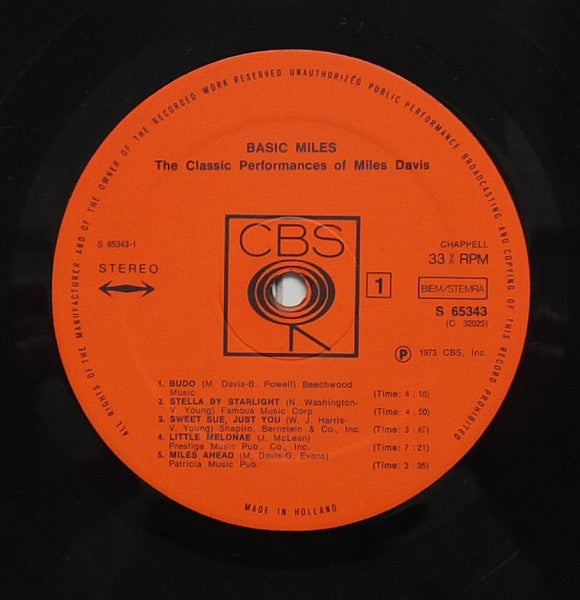 ALL RIGHTS OF THE MANUFACTURER AND OF THE OWNER OF THE RECORDED WORK RESERVED UNAUTHORIZED PUBLIC PERFORMANCE BROADCASTING AND COPYING OF THIS RECORD PROHIBITED
BASIC MILES
The Classic Performances of Miles Davis
CBS
S 65343-1
STEREO
1
CHAPPELL
33⅓ RPM
BIEM/STEMRA
S 65343
(C 32025)
Ⓟ 1973 CBS, Inc.
1. BUDO (M. Davis-B. Powell) Beechwood
Music (Time: 4 : 16)
2. STELLA BY STARLIGHT (N. Washington-
V. Young) Famous Music Corp. (Time: 4 : 50)
3. SWEET SUE, JUST YOU (W. J. Harris-
V. Young) Shapiro, Bernstein & Co., Inc. (Time: 3 : 40)
4. LITTLE MELONAE (J. McLean)
Prestige Music Pub. Co., Inc. (Time: 7 : 21)
5. MILES AHEAD (M. Davis-G. Evans)
Patricia Music Pub. (Time: 3 : 35)
MADE IN HOLLAND